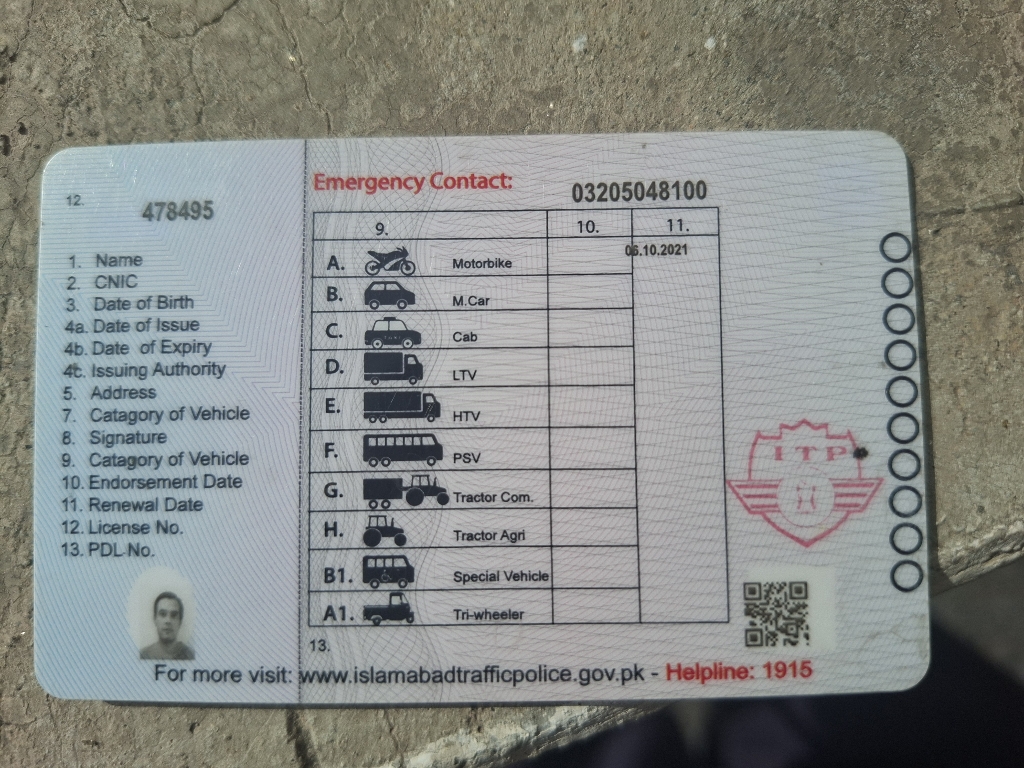 12.
478495
1. Name
2. CNIC
3. Date of Birth
4a. Date of Issue
4b. Date of Expiry
4c. Issuing Authority
5. Address
7. Catagory of Vehicle
8. Signature
9. Catagory of Vehicle
10. Endorsement Date
11. Renewal Date
12. License No.
13. PDL No.
Emergency Contact: 03205048100
9. 10. 11.
A. Motorbike 06.10.2021
B. M.Car
C. Cab
D. LTV
E. HTV
F. PSV
G. Tractor Com.
H. Tractor Agri
B1. Special Vehicle
A1. Tri-wheeler
13.
ITP
For more visit: www.islamabadtrafficpolice.gov.pk - Helpline: 1915